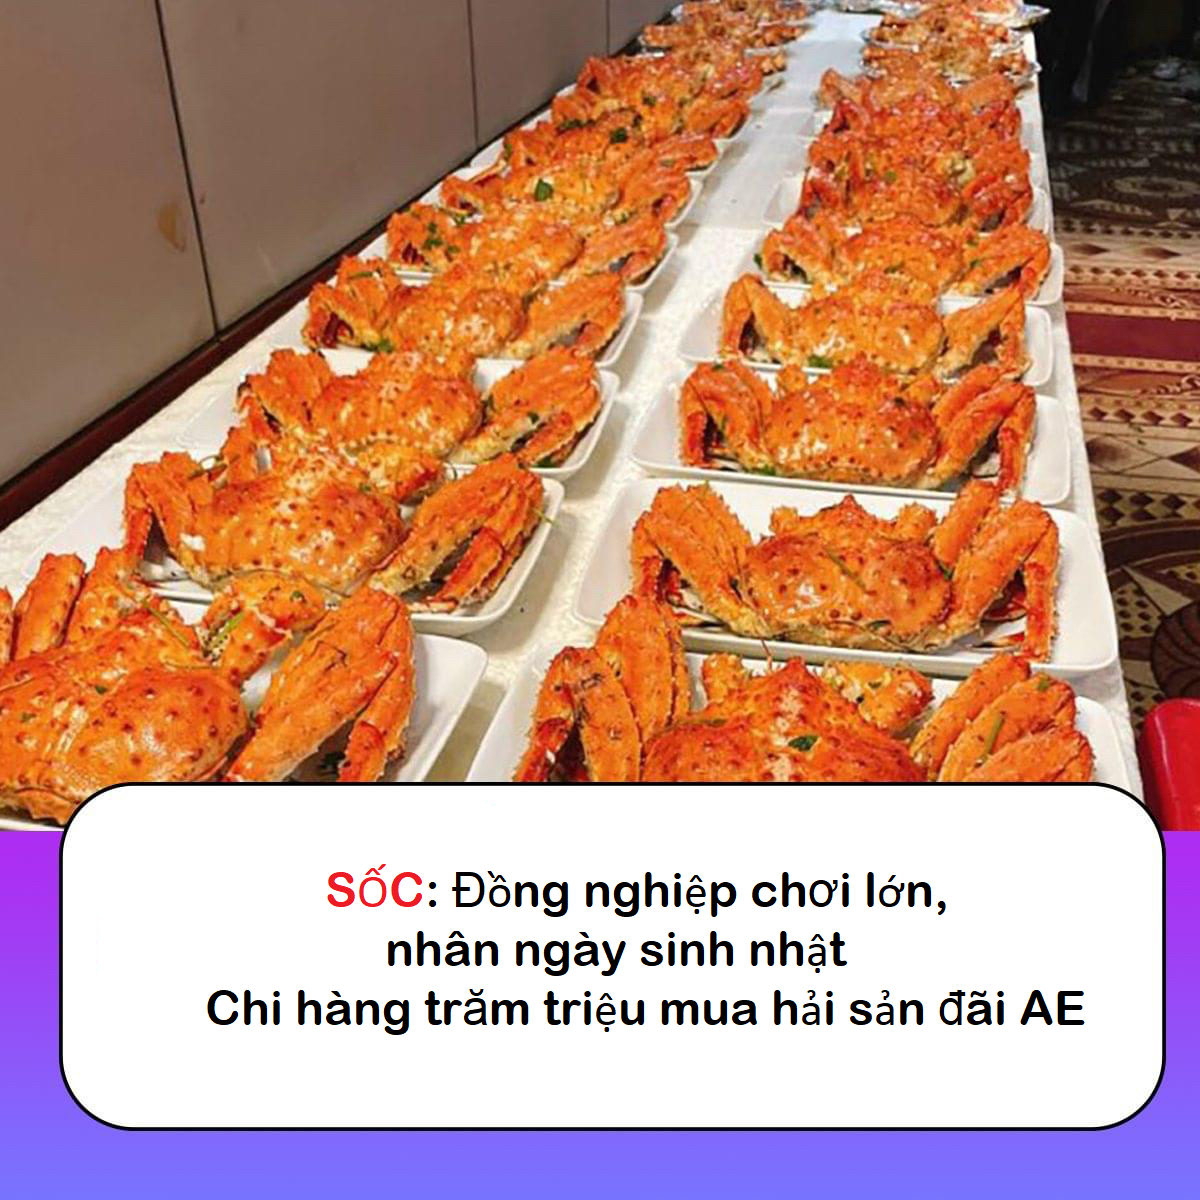 SỐC: Đồng nghiệp chơi lớn,
nhân ngày sinh nhật
Chi hàng trăm triệu mua hải sản đãi AE